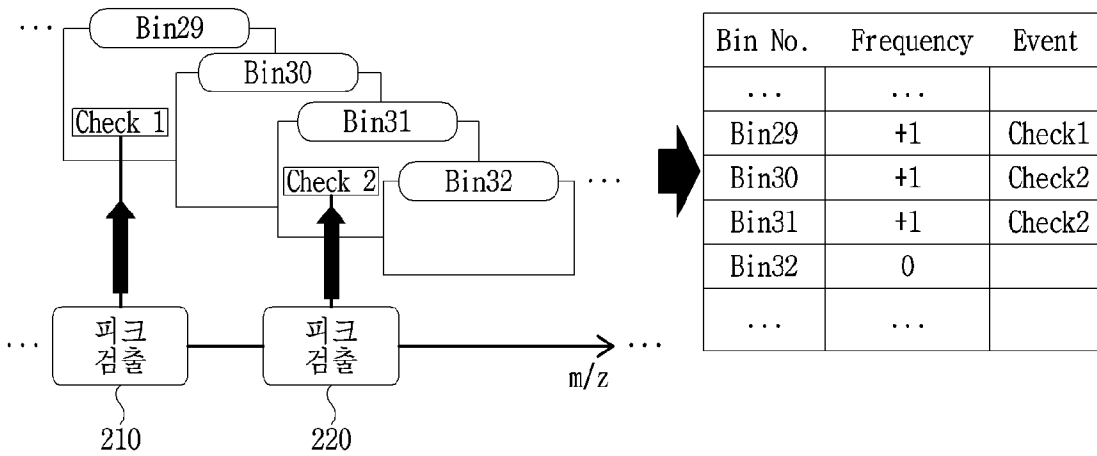 ... Bin29
Bin30
Bin31
Bin32 ...
Check 1
Check 2
피크
검출
피크
검출
... ...
m/z
210
220
Bin No. Frequency Event
... ...
Bin29 +1 Check1
Bin30 +1 Check2
Bin31 +1 Check2
Bin32 0
... ...